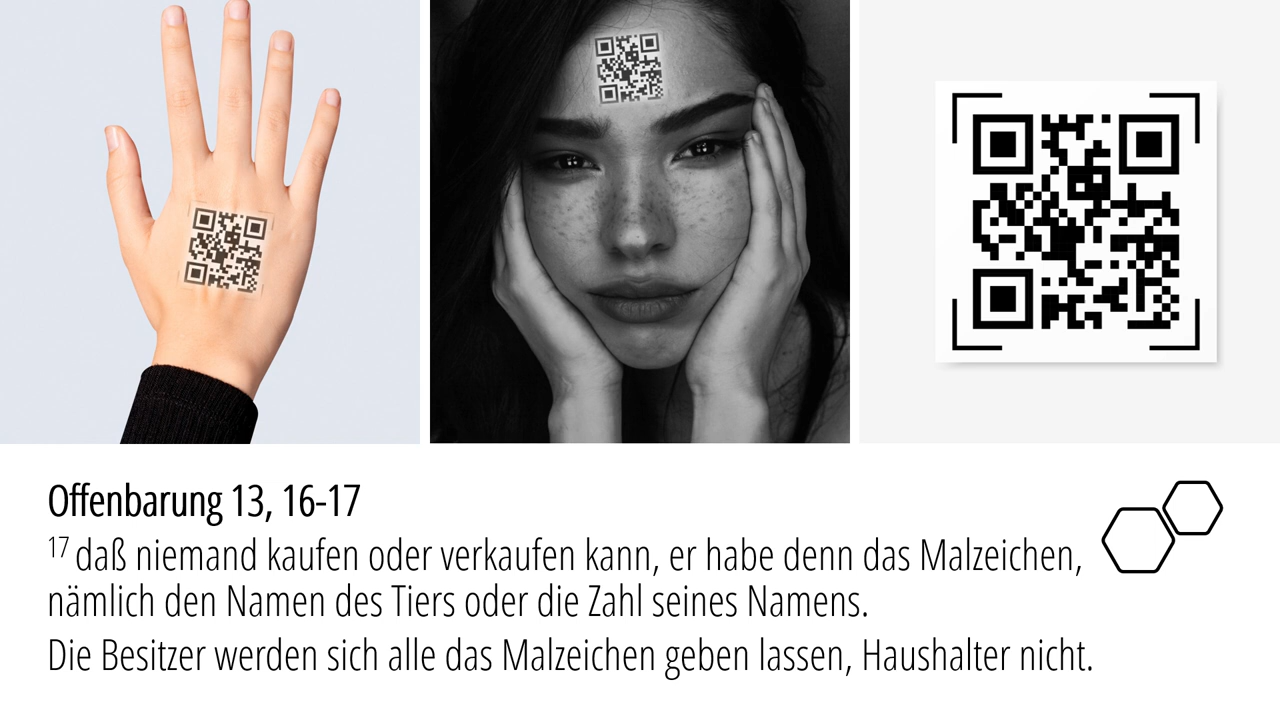 Offenbarung 13, 16-17
17 daß niemand kaufen oder verkaufen kann, er habe denn das Malzeichen,
nämlich den Namen des Tiers oder die Zahl seines Namens.
Die Besitzer werden sich alle das Malzeichen geben lassen, Haushalter nicht.